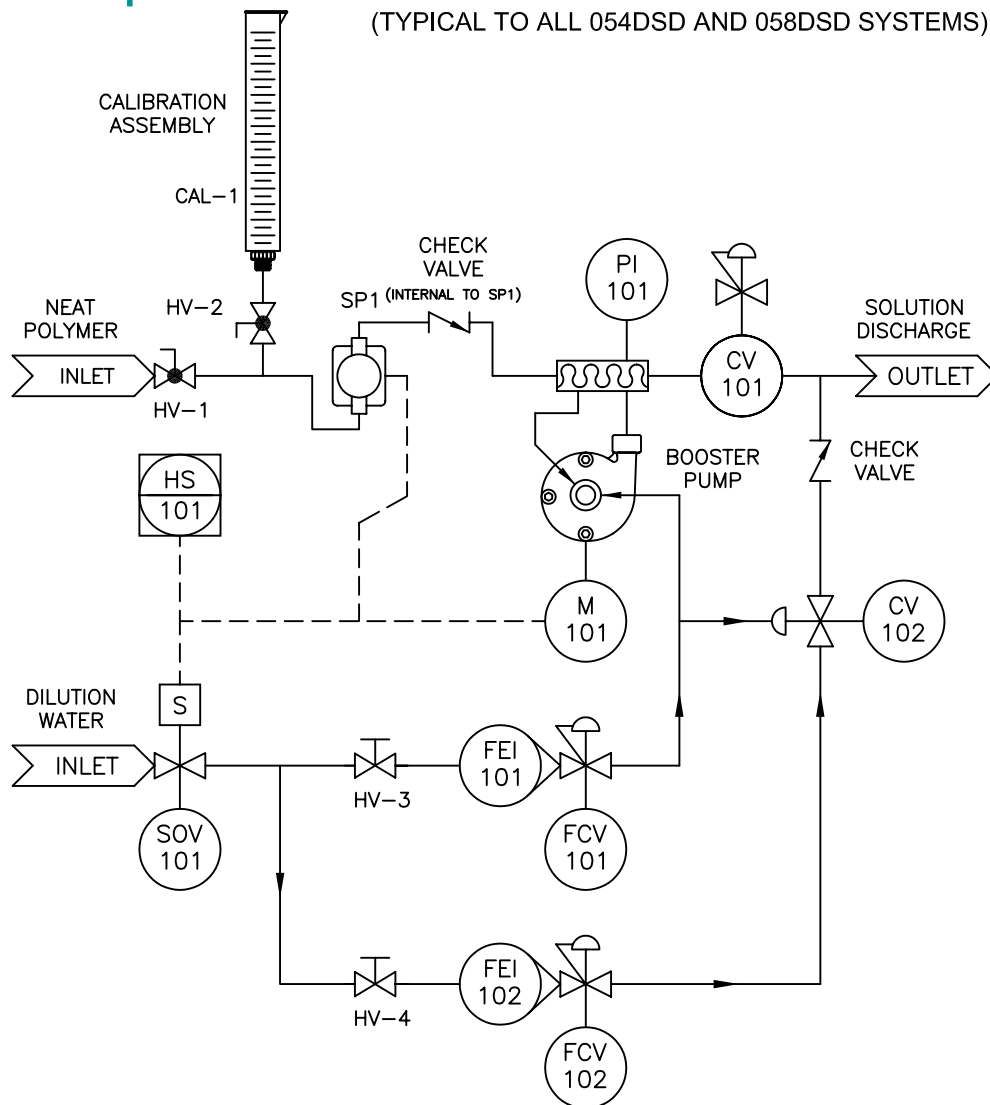 (TYPICAL TO ALL 054DSD AND 058DSD SYSTEMS)
CALIBRATION
ASSEMBLY
CAL-1
CHECK
VALVE
(INTERNAL TO SP1)
PI
101
NEAT
POLYMER
HV-2
SP1
SOLUTION
DISCHARGE
INLET
CV
101
OUTLET
HV-1
HS
101
BOOSTER
PUMP
CHECK
VALVE
M
101
CV
102
DILUTION
WATER
S
INLET
FEI
101
HV-3
SOV
101
FCV
101
FEI
102
HV-4
FCV
102